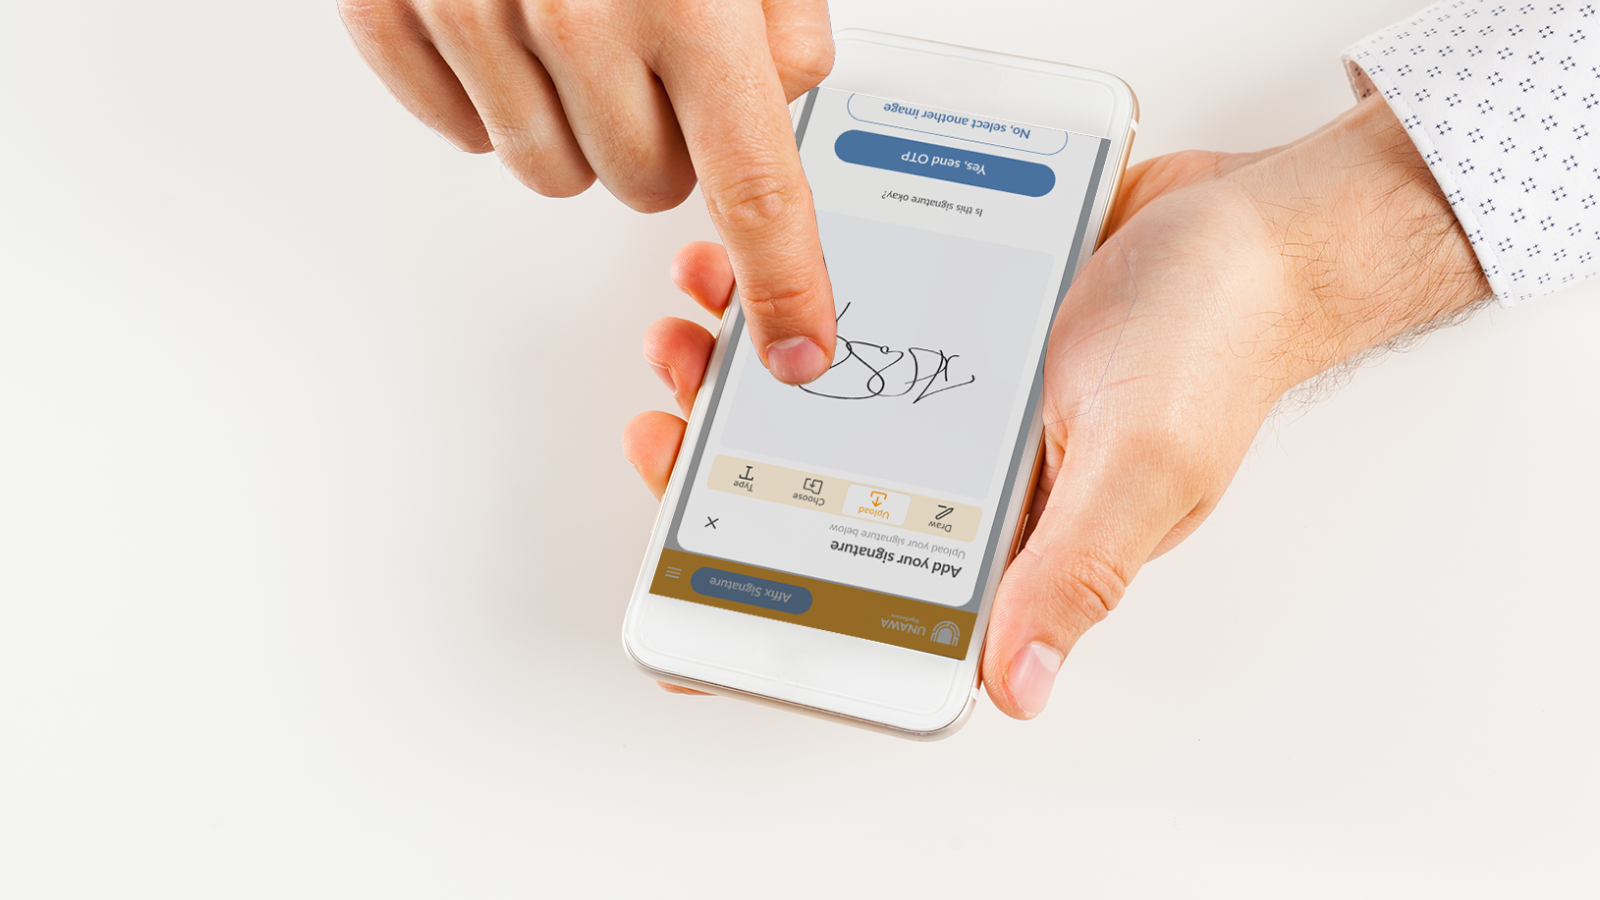 UNAWA
Affix Signature
Add your signature
Upload your signature below
Draw
Upload
Choose
Type
Is this signature okay?
Yes, send OTP
No, select another image